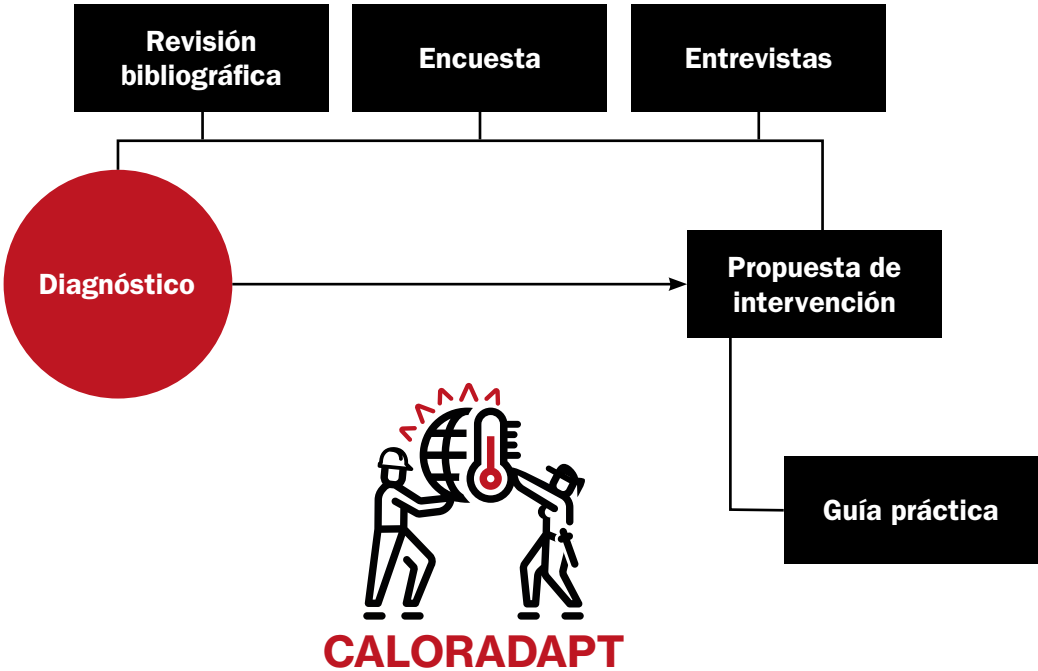 Revisión
bibliográfica
Encuesta
Entrevistas
Diagnóstico
Propuesta de
intervención
Guía práctica
CALORADAPT